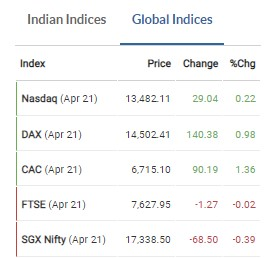 Indian Indices Global Indices
Index Price Change %Chg
Nasdaq (Apr 21) 13,482.11 29.04 0.22
DAX (Apr 21) 14,502.41 140.38 0.98
CAC (Apr 21) 6,715.10 90.19 1.36
FTSE (Apr 21) 7,627.95 -1.27 -0.02
SGX Nifty (Apr 21) 17,338.50 -68.50 -0.39